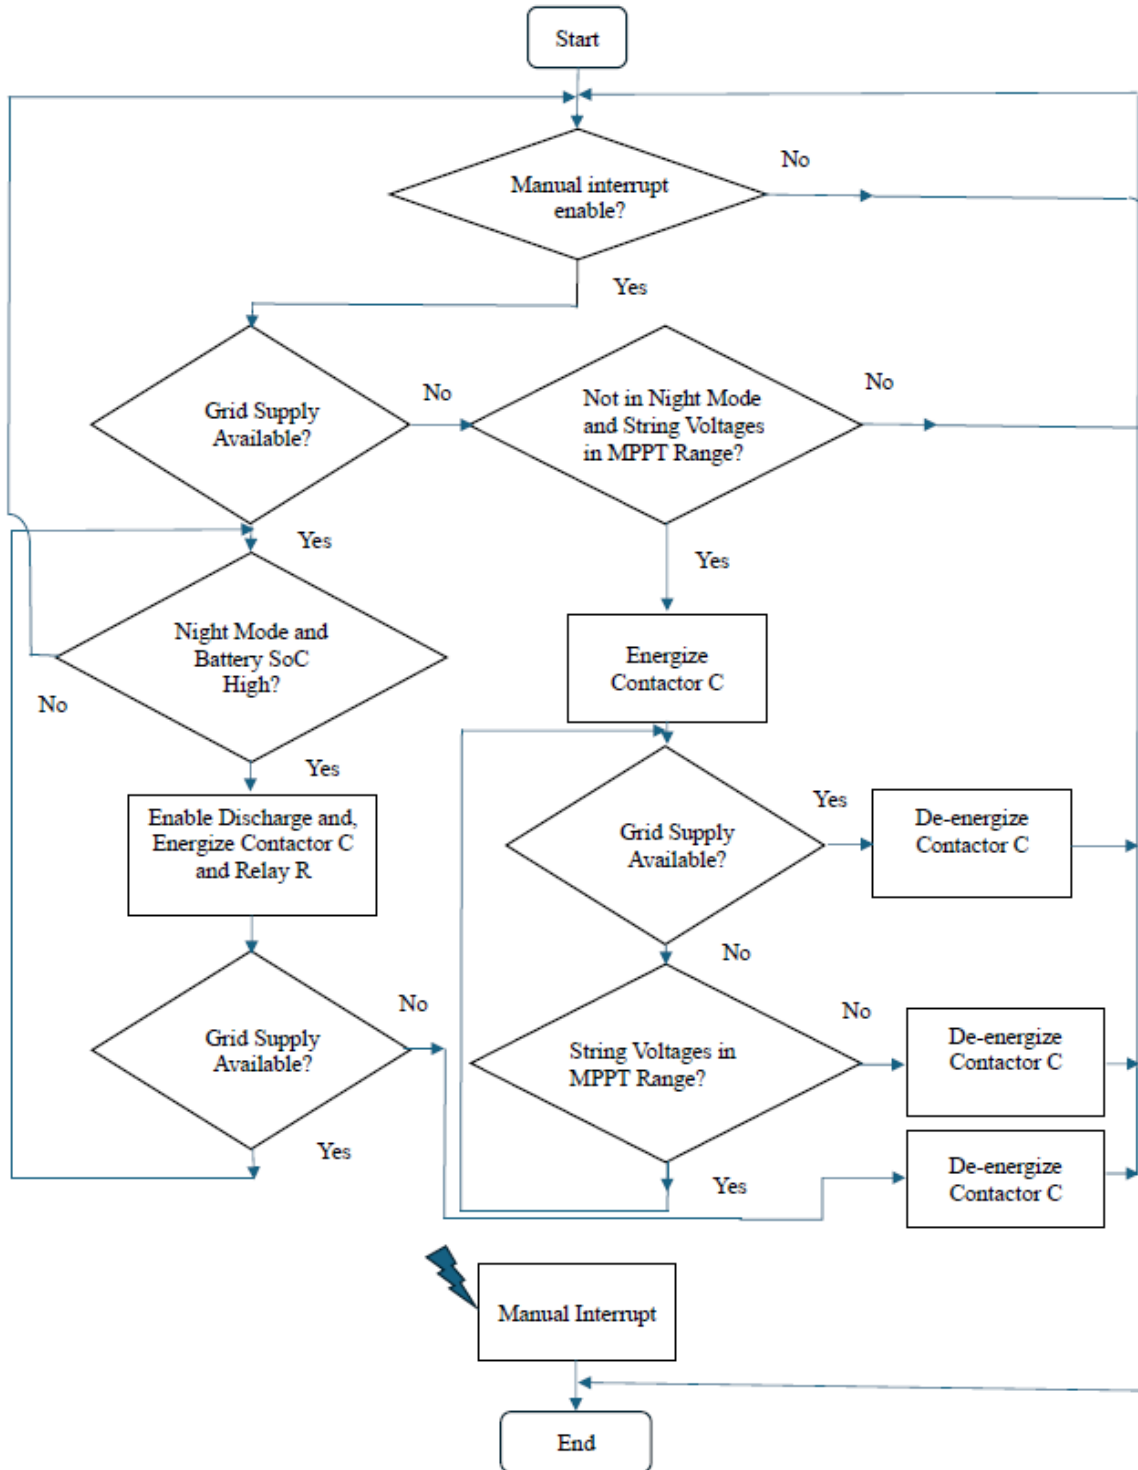 Start
No
Manual interrupt
enable?
Yes
Grid Supply
Available?
No
Not in Night Mode
and String Voltages
in MPPT Range?
No
Yes
Yes
Night Mode and
Battery SoC
High?
No
Yes
Energize
Contactor C
Enable Discharge and,
Energize Contactor C
and Relay R
Grid Supply
Available?
Yes
De-energize
Contactor C
No
Grid Supply
Available?
No
Yes
String Voltages in
MPPT Range?
No
De-energize
Contactor C
Yes
De-energize
Contactor C
Manual Interrupt
End